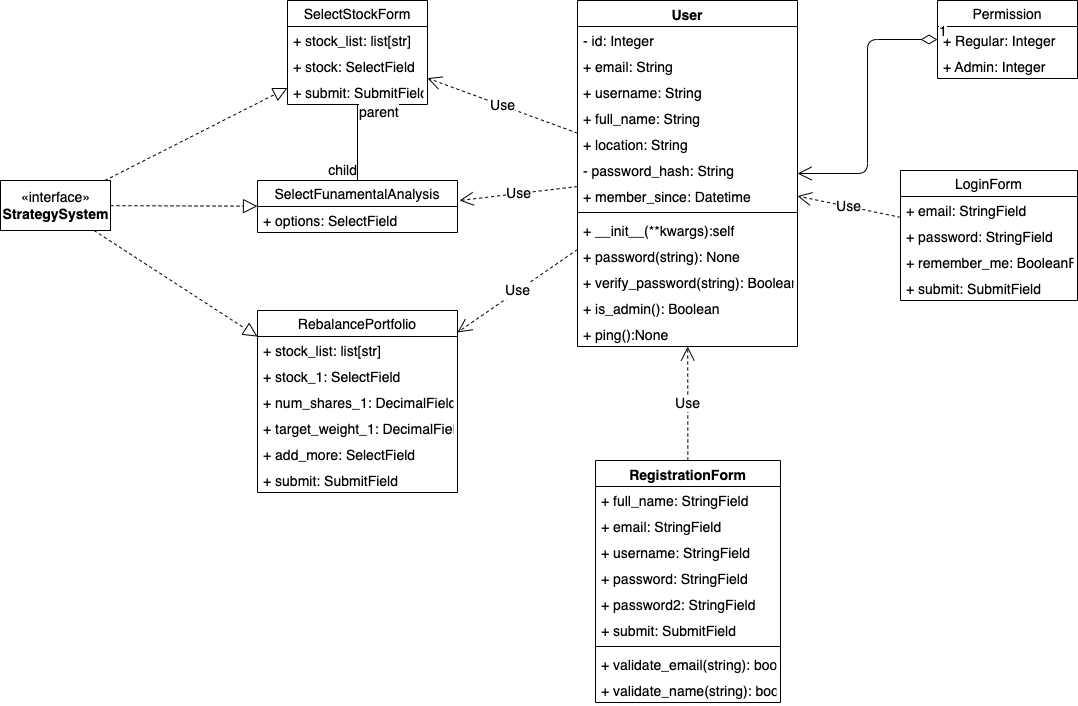 SelectStockForm
+ stock_list: list[str]
+ stock: SelectField
+ submit: SubmitField
parent
child
Use
«interface»
StrategySystem
SelectFunamentalAnalysis
+ options: SelectField
Use
RebalancePortfolio
+ stock_list: list[str]
+ stock_1: SelectField
+ num_shares_1: DecimalField
+ target_weight_1: DecimalFie
+ add_more: SelectField
+ submit: SubmitField
Use
User
- id: Integer
+ email: String
+ username: String
+ full_name: String
+ location: String
- password_hash: String
+ member_since: Datetime
+ __init__(**kwargs):self
+ password(string): None
+ verify_password(string): Boolean
+ is_admin(): Boolean
+ ping():None
Permission
1
+ Regular: Integer
+ Admin: Integer
LoginForm
+ email: StringField
+ password: StringField
+ remember_me: BooleanF
+ submit: SubmitField
Use
Use
RegistrationForm
+ full_name: StringField
+ email: StringField
+ username: StringField
+ password: StringField
+ password2: StringField
+ submit: SubmitField
+ validate_email(string): boo
+ validate_name(string): boo